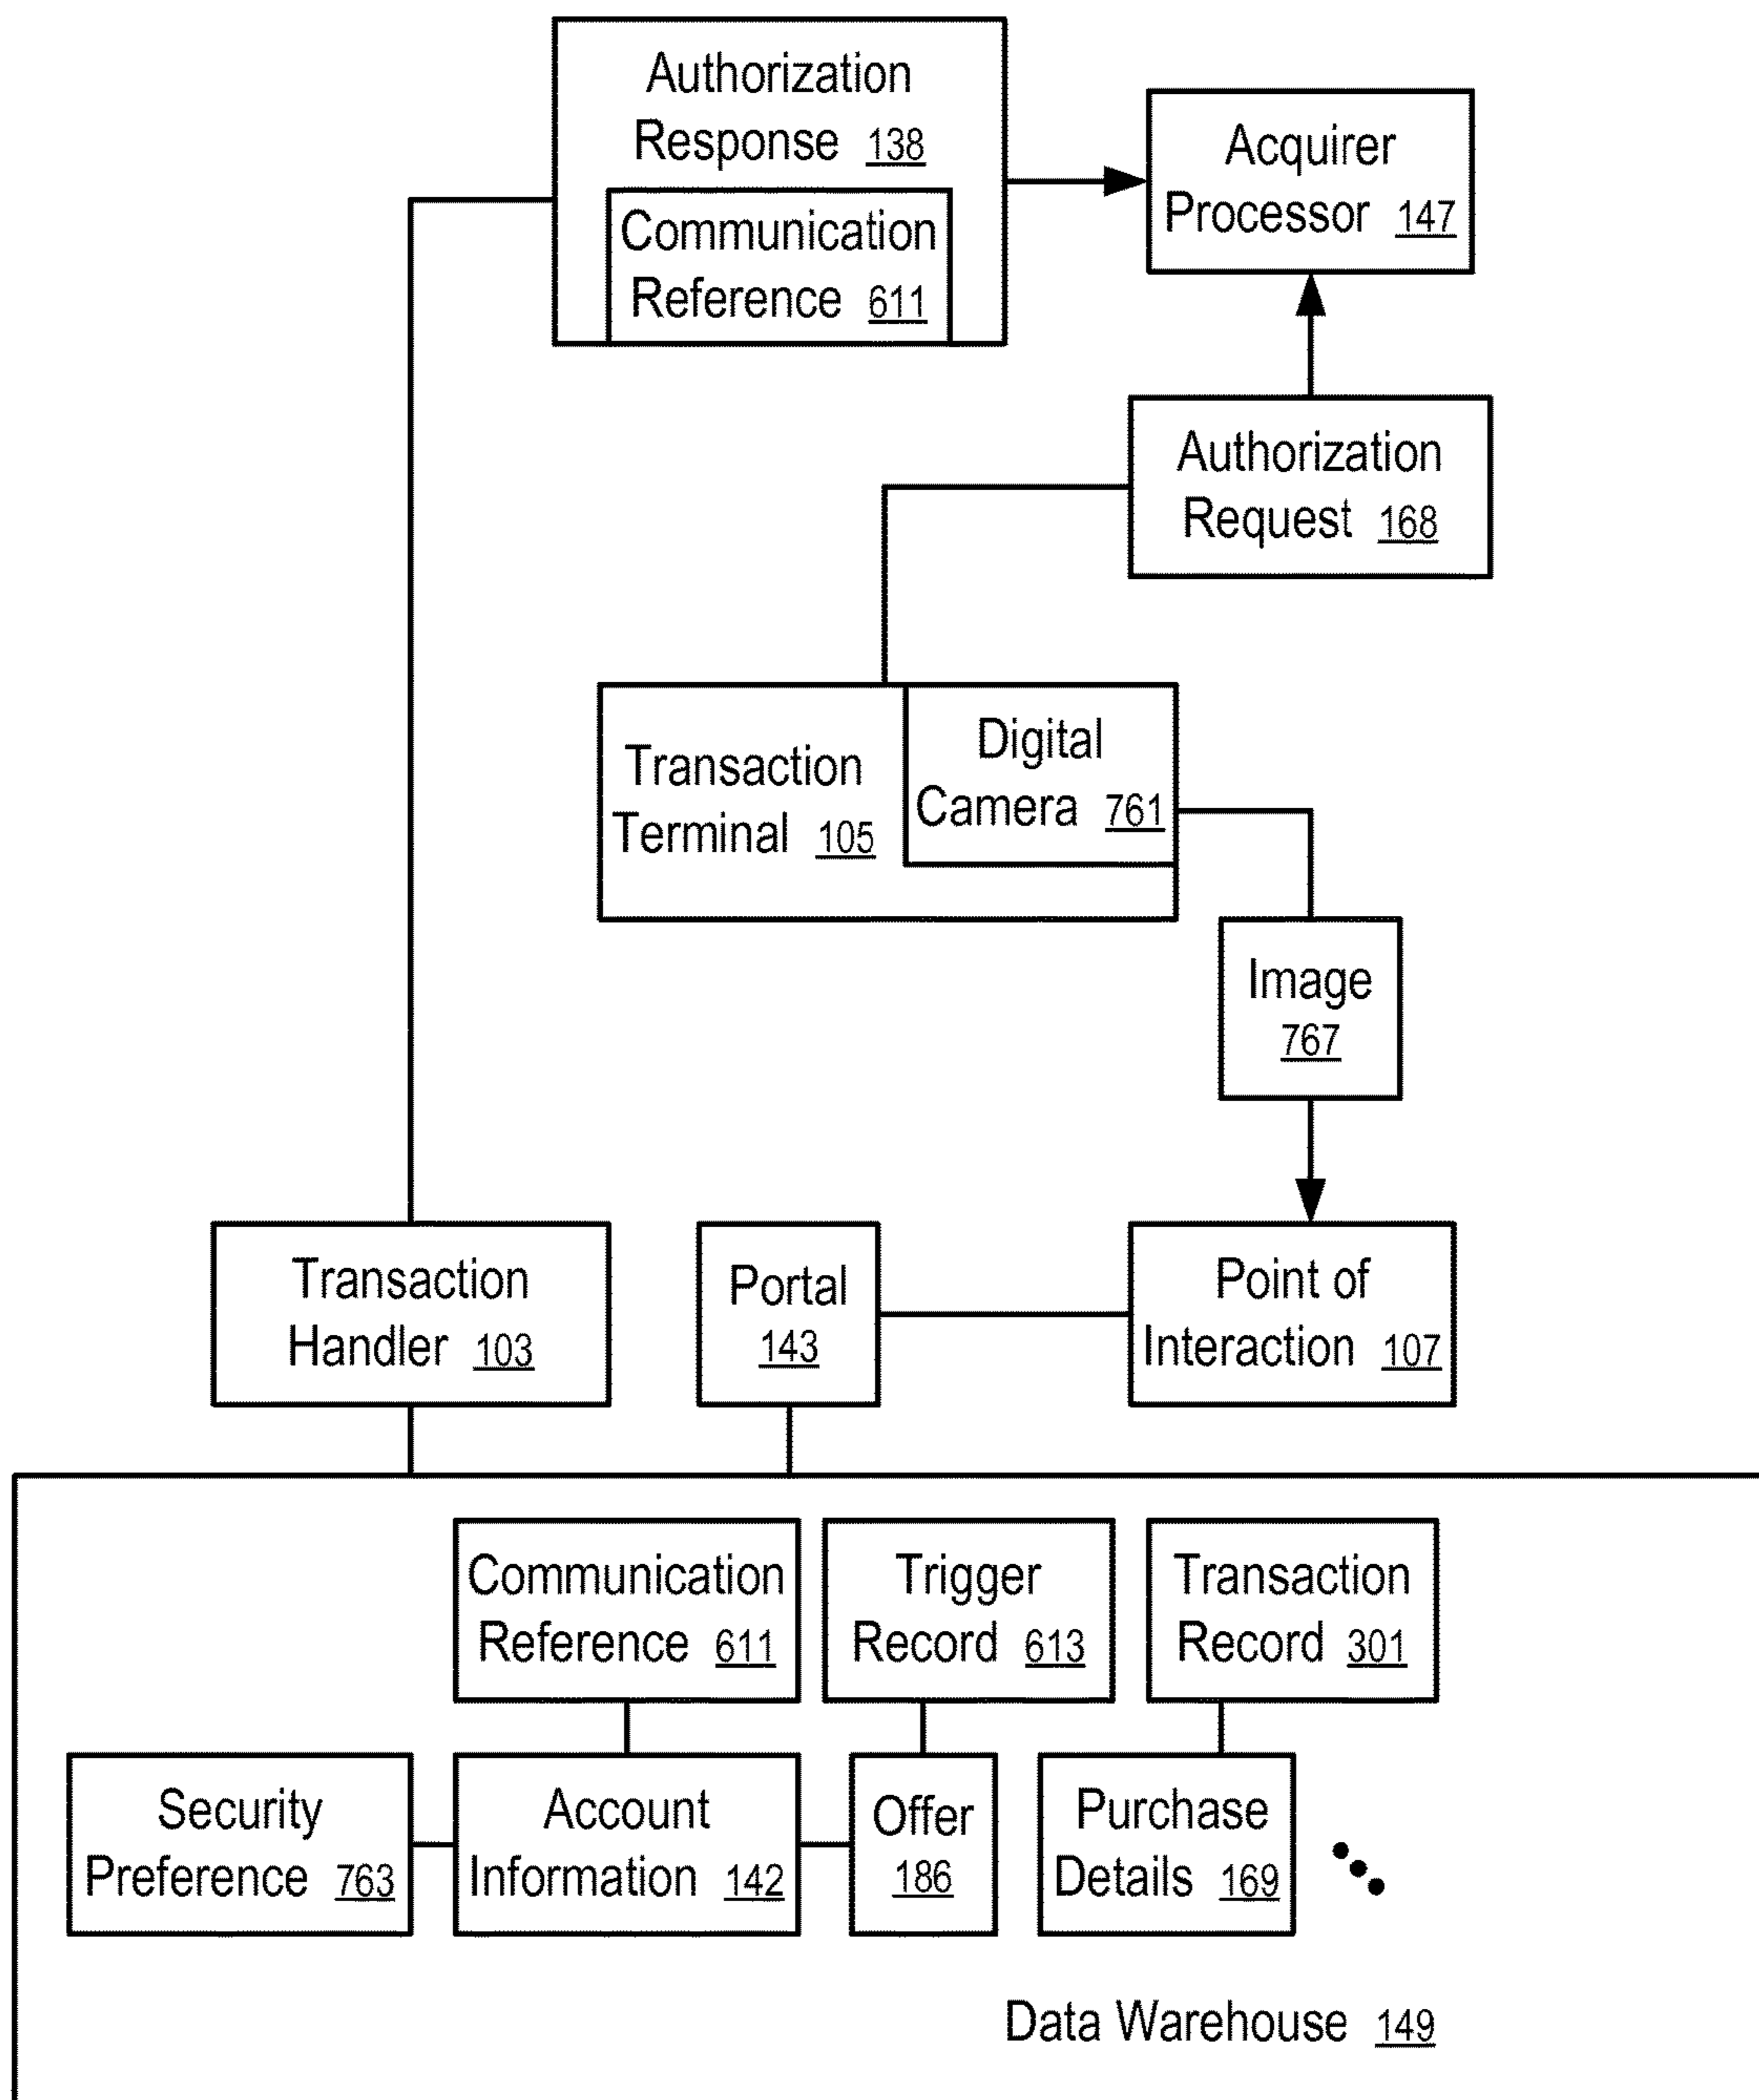 Authorization
Response 138
Communication
Reference 611
Acquirer
Processor 147
Authorization
Request 168
Transaction
Terminal 105
Digital
Camera 761
Image
767
Transaction
Handler 103
Portal
143
Point of
Interaction 107
Communication
Reference 611
Trigger
Record 613
Transaction
Record 301
Security
Preference 763
Account
Information 142
Offer
186
Purchase
Details 169
Data Warehouse 149